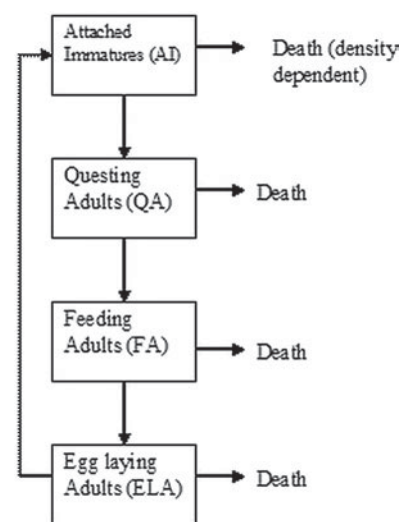 Attached
Immatures (AI)
Death (density
dependent)
Questing
Adults (QA)
Death
Feeding
Adults (FA)
Death
Egg laying
Adults (ELA)
Death